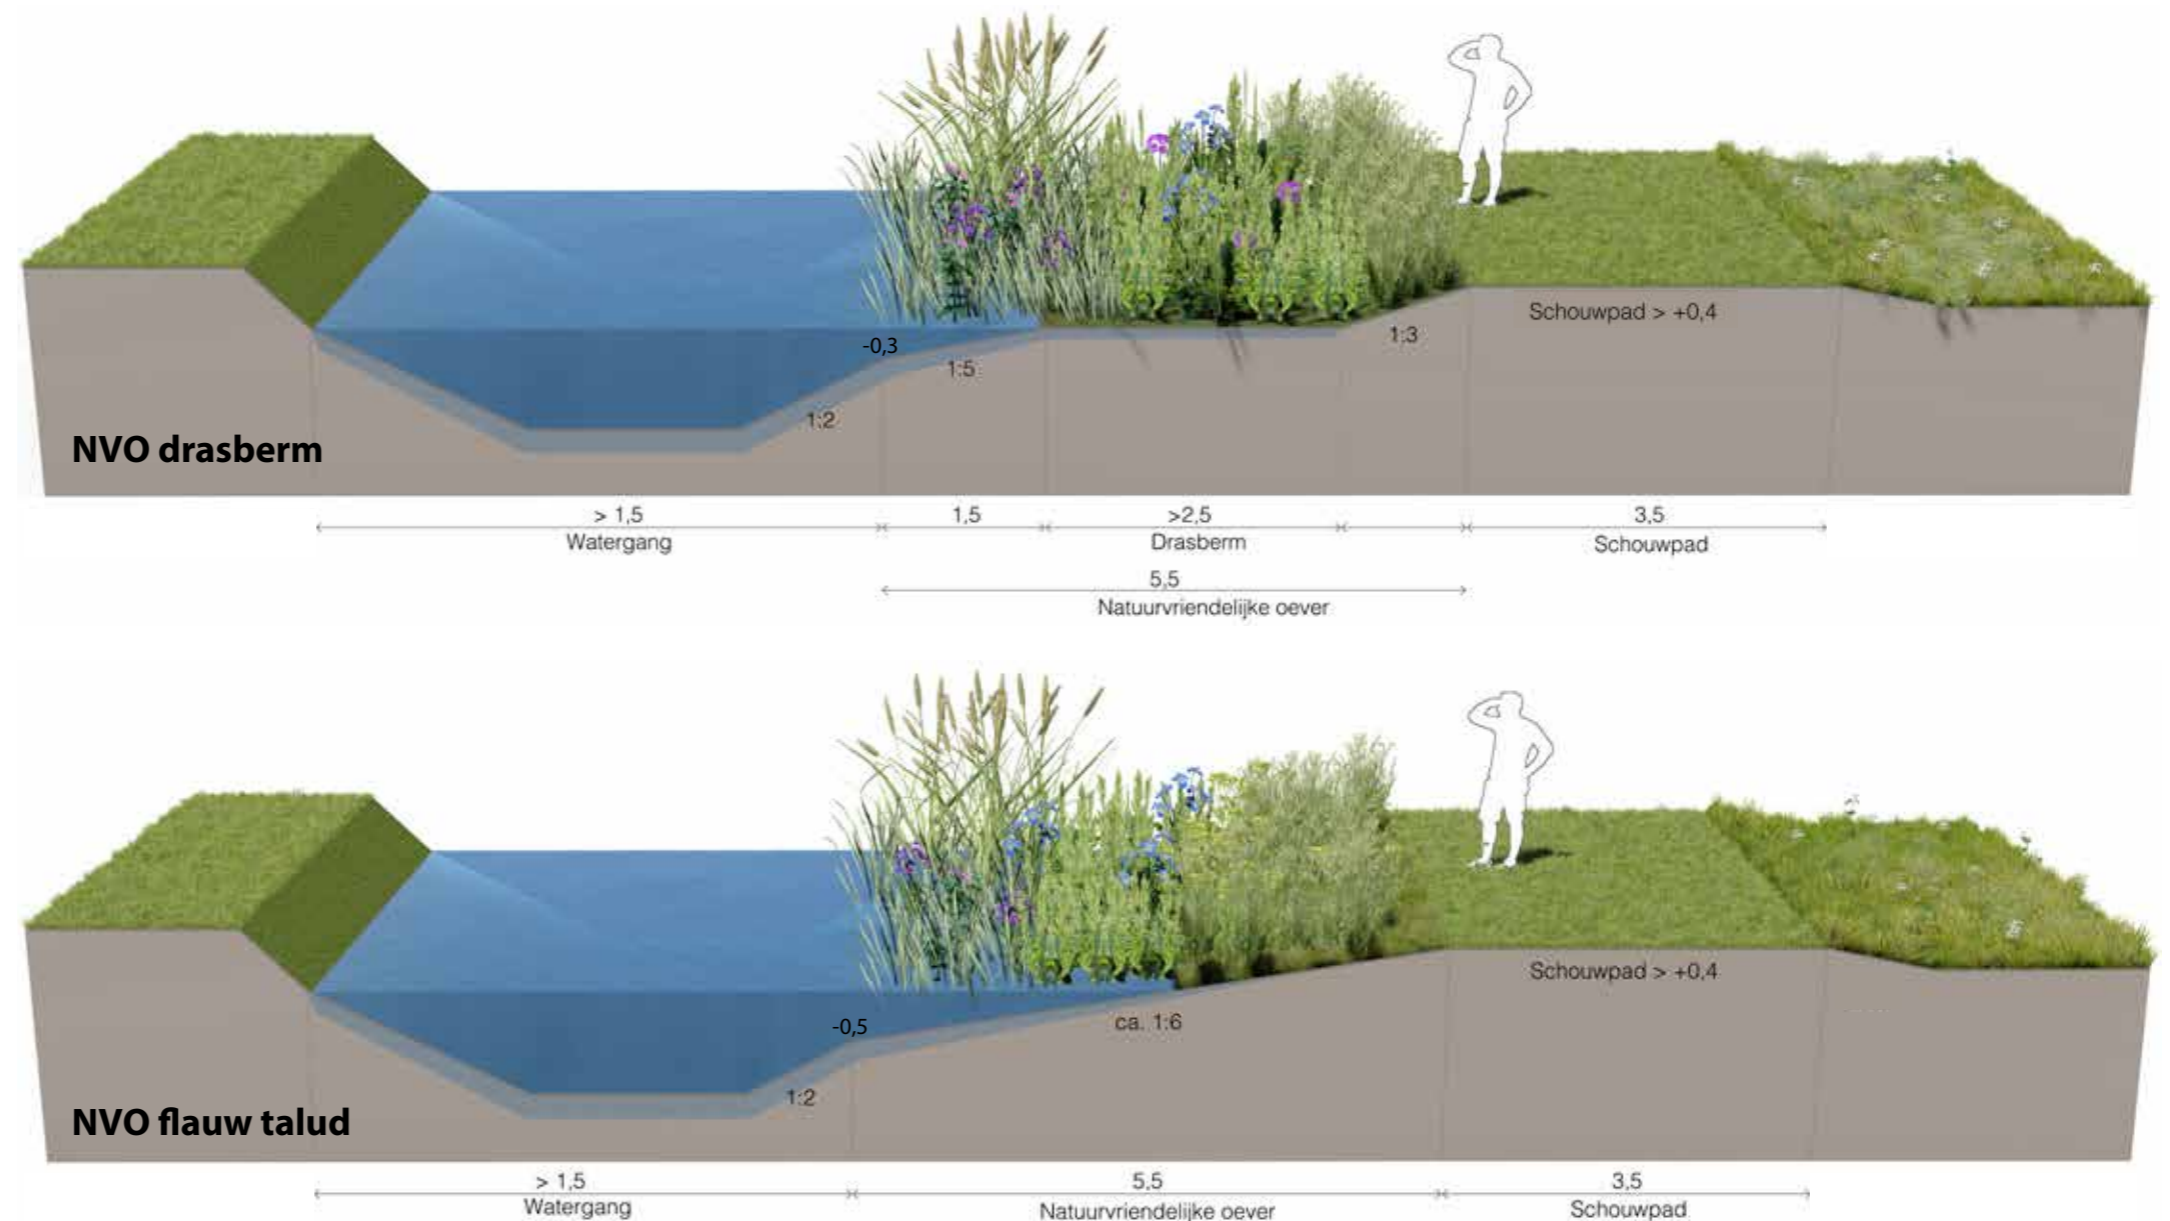 Schouwpad > +0,4
-0,3
1:3
1:5
1:2
NVO drasberm
> 1,5
1,5
>2,5
3,5
Watergang
Drasberm
Schouwpad
5,5
Natuurvriendelijke oever
Schouwpad > +0,4
-0,5
ca. 1:6
1:2
NVO flauw talud
> 1,5
5,5
3,5
Watergang
Natuurvriendelijke oever
Schouwpad